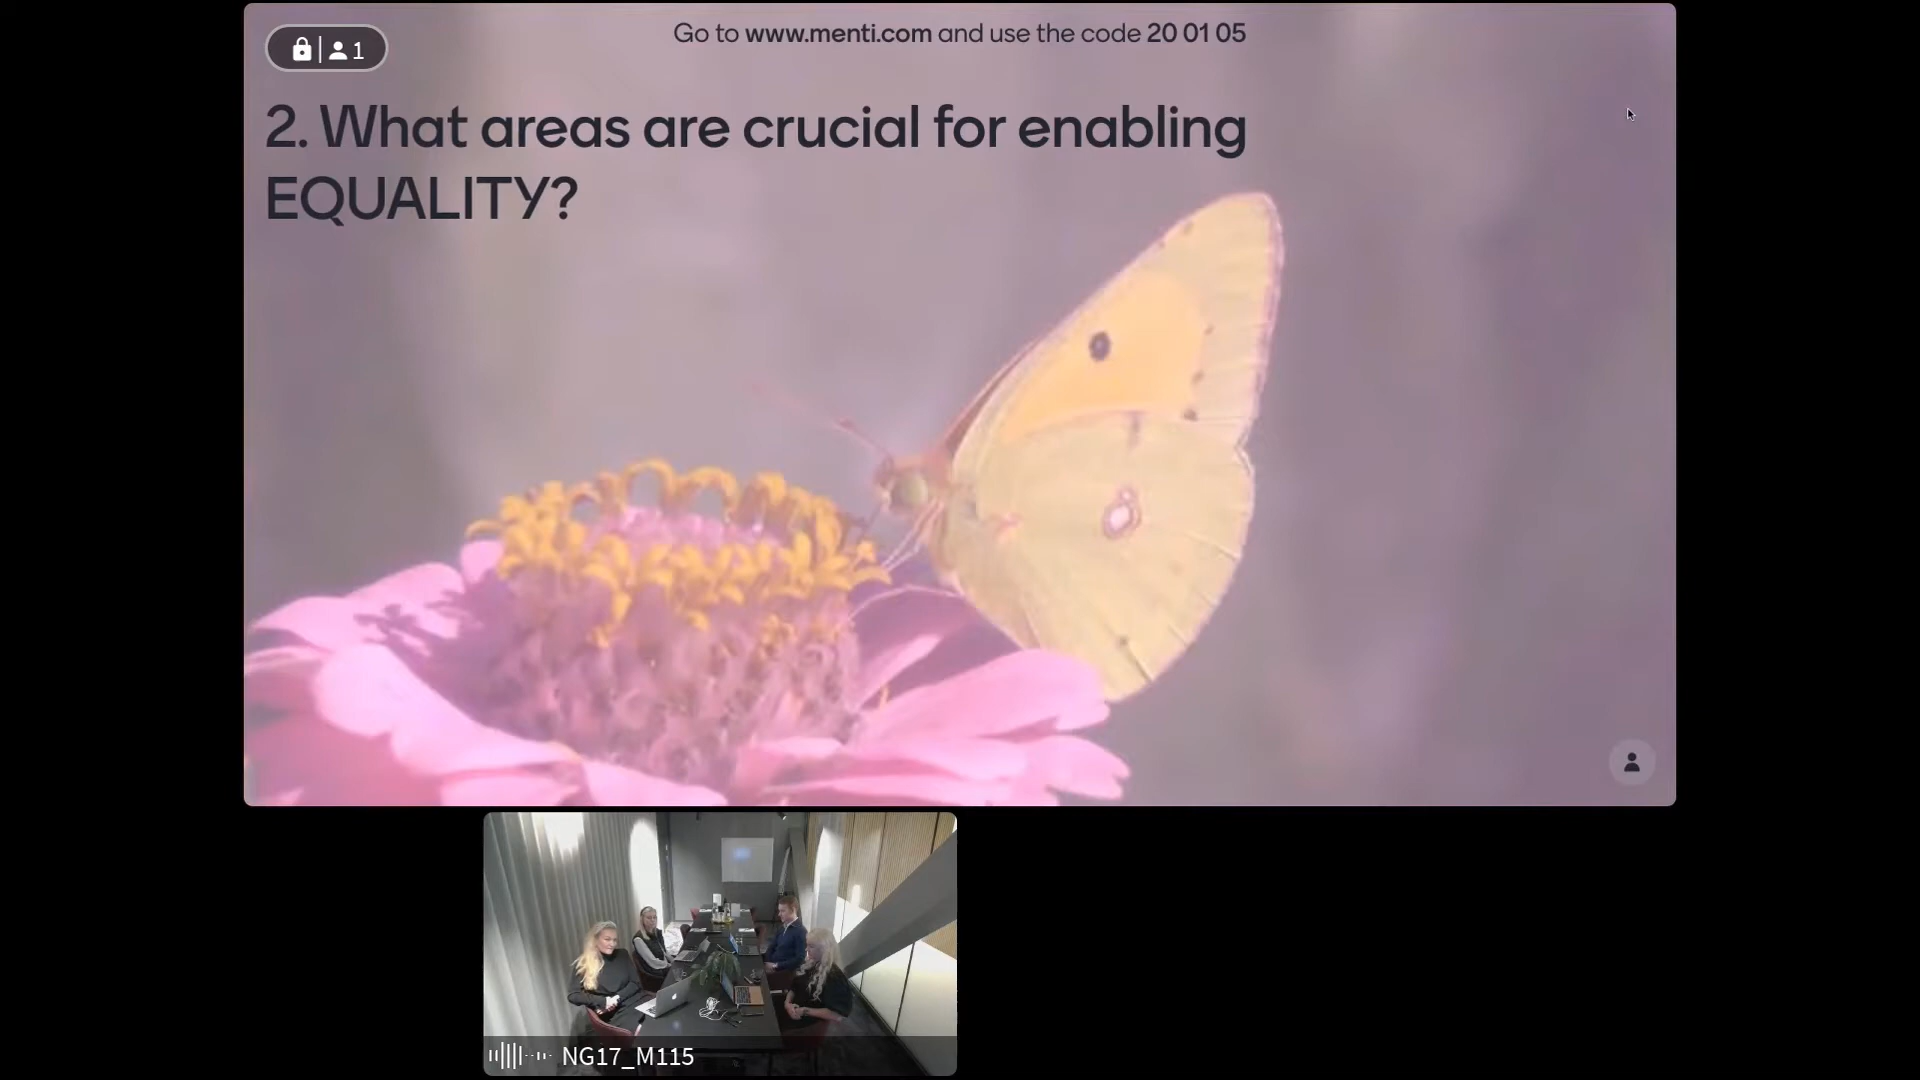 Go to www.menti.com and use the code 20 01 05
1
2. What areas are crucial for enabling
EQUALITY?
NG17_M115